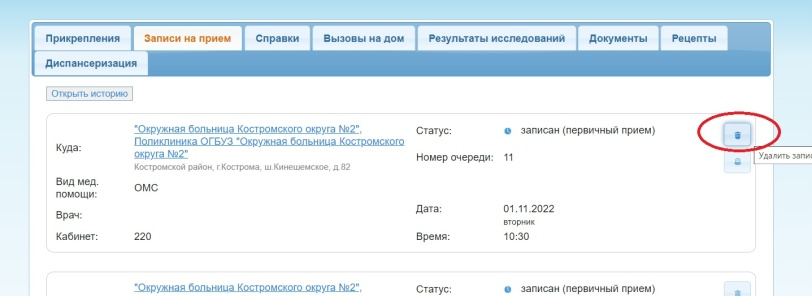 Прикрепления Записи на прием Справки Вызовы на дом Результаты исследований Документы Рецепты
Диспансеризация
Открыть историю
Куда:
"Окружная больница Костромского округа №2",
Поликлиника ОГБУЗ "Окружная больница Костромского
округа №2"
Костромской район, г.Кострома, ш.Кинешемское, д.82
Статус: записан (первичный прием)
Номер очереди: 11
Удалить запис
Вид мед.
помощи:
ОМС
Врач:
Дата: 01.11.2022
вторник
Кабинет: 220
Время: 10:30
"Окружная больница Костромского округа №2",
Статус: записан (первичный прием)